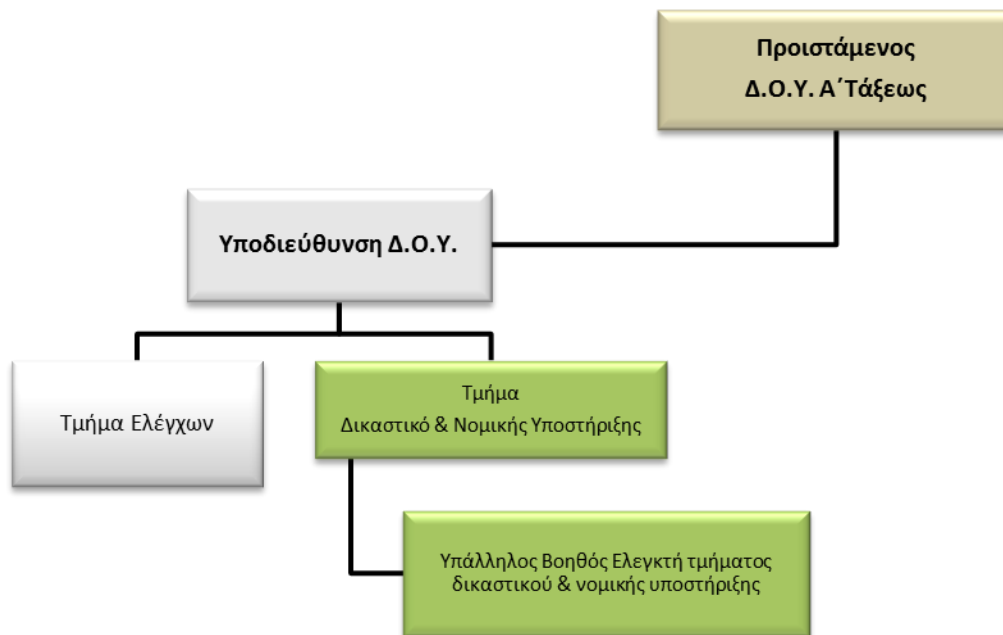 Προιστάμενος
Δ.Ο.Υ. Α΄Τάξεως
Υποδιεύθυνση Δ.Ο.Υ.
Τμήμα Ελέγχων
Τμήμα
Δικαστικό & Νομικής Υποστήριξης
Υπάλληλος Βοηθός Ελεγκτή τμήματος
δικαστικού & νομικής υποστήριξης